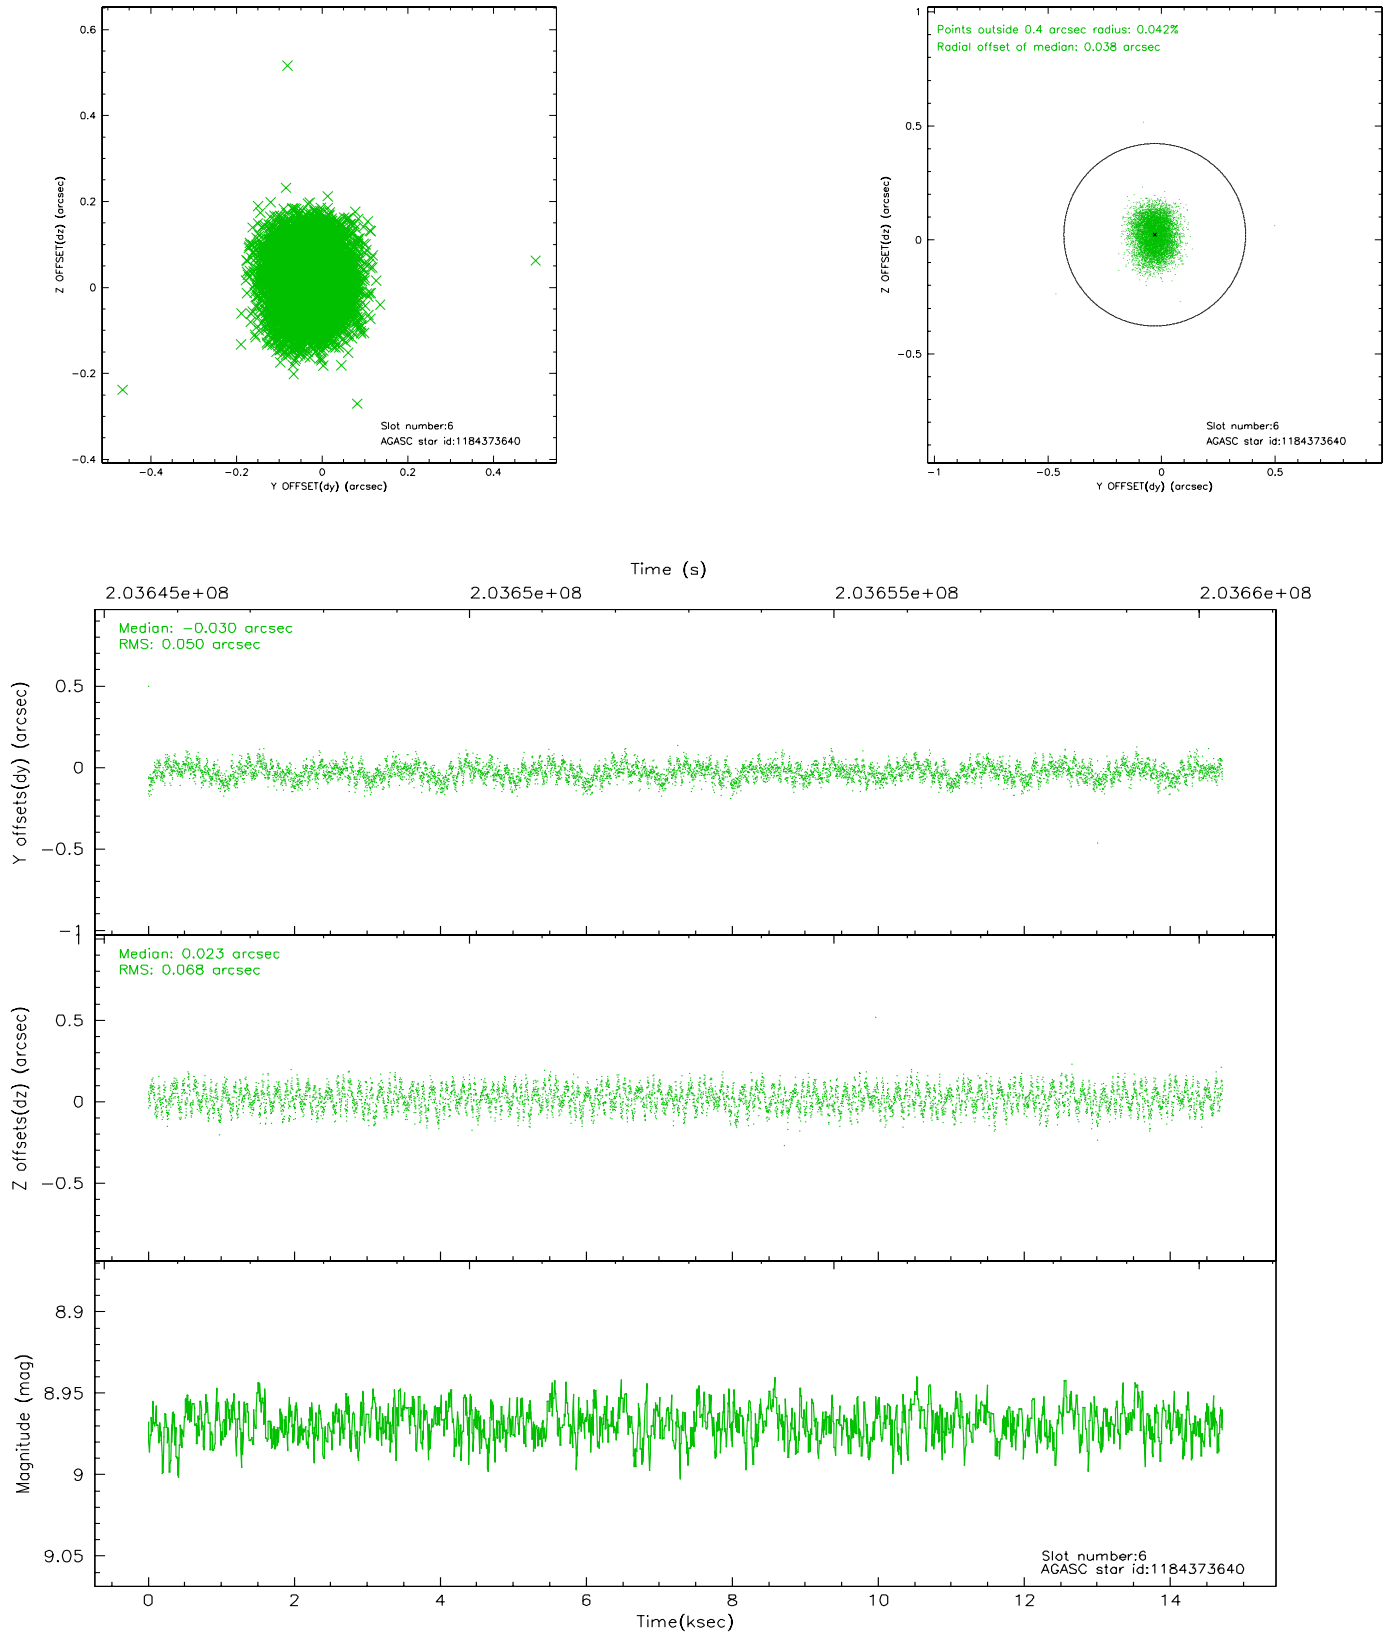 0.6
0.4
0.2
0
−0.2
−0.4
−0.4 −0.2 0 0.2 0.4
Z OFFSET(dz) (arcsec)
Y OFFSET(dy) (arcsec)
Slot number:6
AGASC star id:1184373640
Points outside 0.4 arcsec radius: 0.042%
Radial offset of median: 0.038 arcsec
1
0.5
0
−0.5
−1 −0.5 0 0.5
Z OFFSET(dz) (arcsec)
Y OFFSET(dy) (arcsec)
Slot number:6
AGASC star id:1184373640
Time (s)
2.03645e+08 2.0365e+08 2.03655e+08 2.0366e+08
Median: −0.030 arcsec
RMS: 0.050 arcsec
0.5
0
−0.5
−1
Y offsets(dy) (arcsec)
Median: 0.023 arcsec
RMS: 0.068 arcsec
0.5
0
−0.5
Z offsets(dz) (arcsec)
8.9
8.95
9
9.05
Magnitude (mag)
Slot number:6
AGASC star id:1184373640
0 2 4 6 8 10 12 14
Time(ksec)